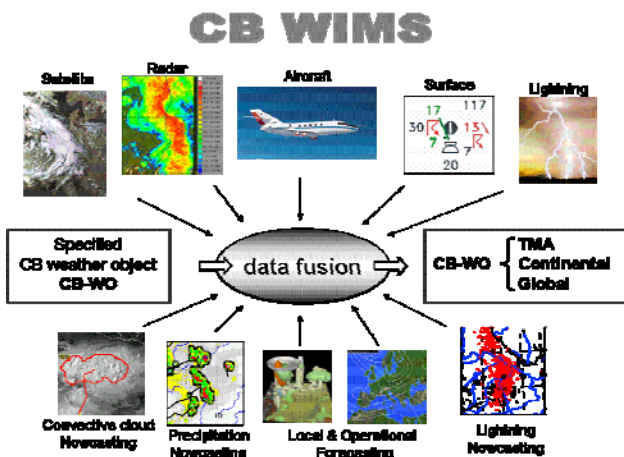 CB WIMS
Satellite
Radar
Aircraft
Surface
Lightning
17
117
30
13
7
7
20
Specified
CB weather object
CB-WO
data fusion
CB-WO
TMA
Continental
Global
Convective cloud
Nowcasting
Precipitation
Nowcasting
Local & Operational
Forecasting
Lightning
Nowcasting